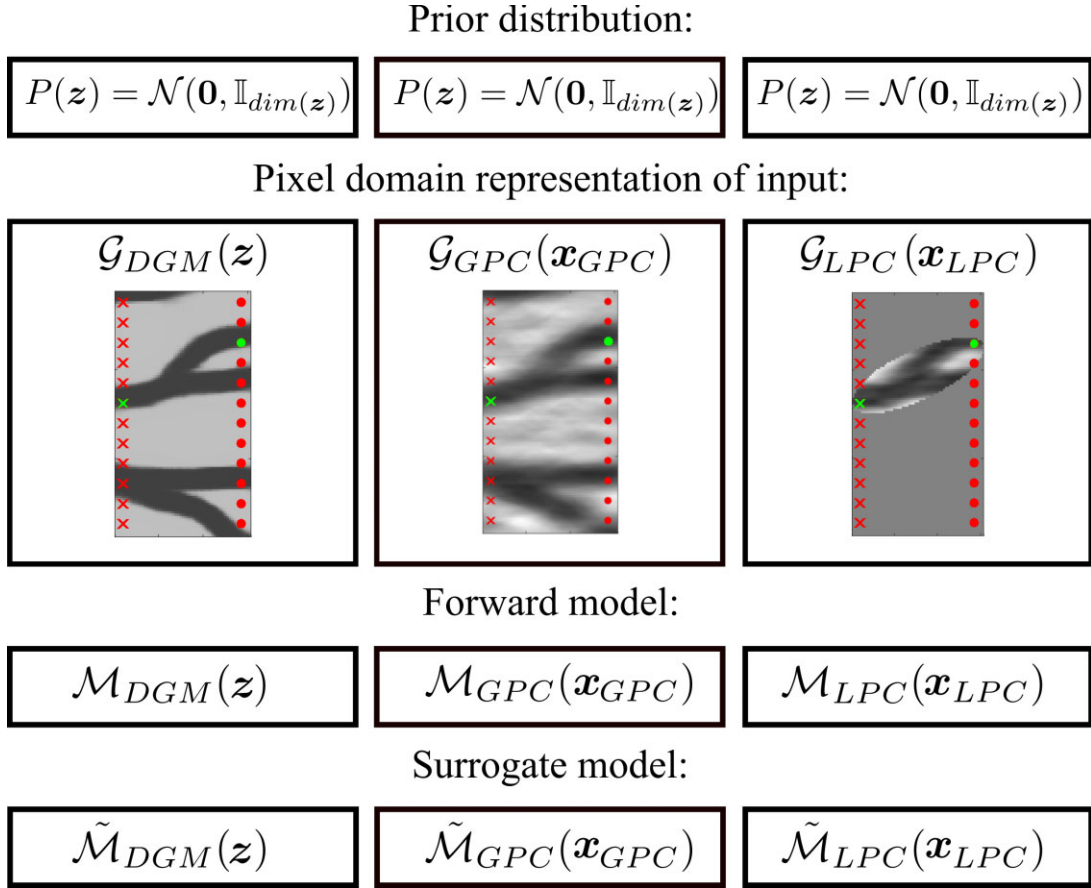 Prior distribution:
P(z) = 𝒩(0, 𝕀_{dim(z)}) P(z) = 𝒩(0, 𝕀_{dim(z)}) P(z) = 𝒩(0, 𝕀_{dim(z)})
Pixel domain representation of input:
𝒢_{DGM}(z) 𝒢_{GPC}(x_{GPC}) 𝒢_{LPC}(x_{LPC})
Forward model:
ℳ_{DGM}(z) ℳ_{GPC}(x_{GPC}) ℳ_{LPC}(x_{LPC})
Surrogate model:
ℳ̃_{DGM}(z) ℳ̃_{GPC}(x_{GPC}) ℳ̃_{LPC}(x_{LPC})